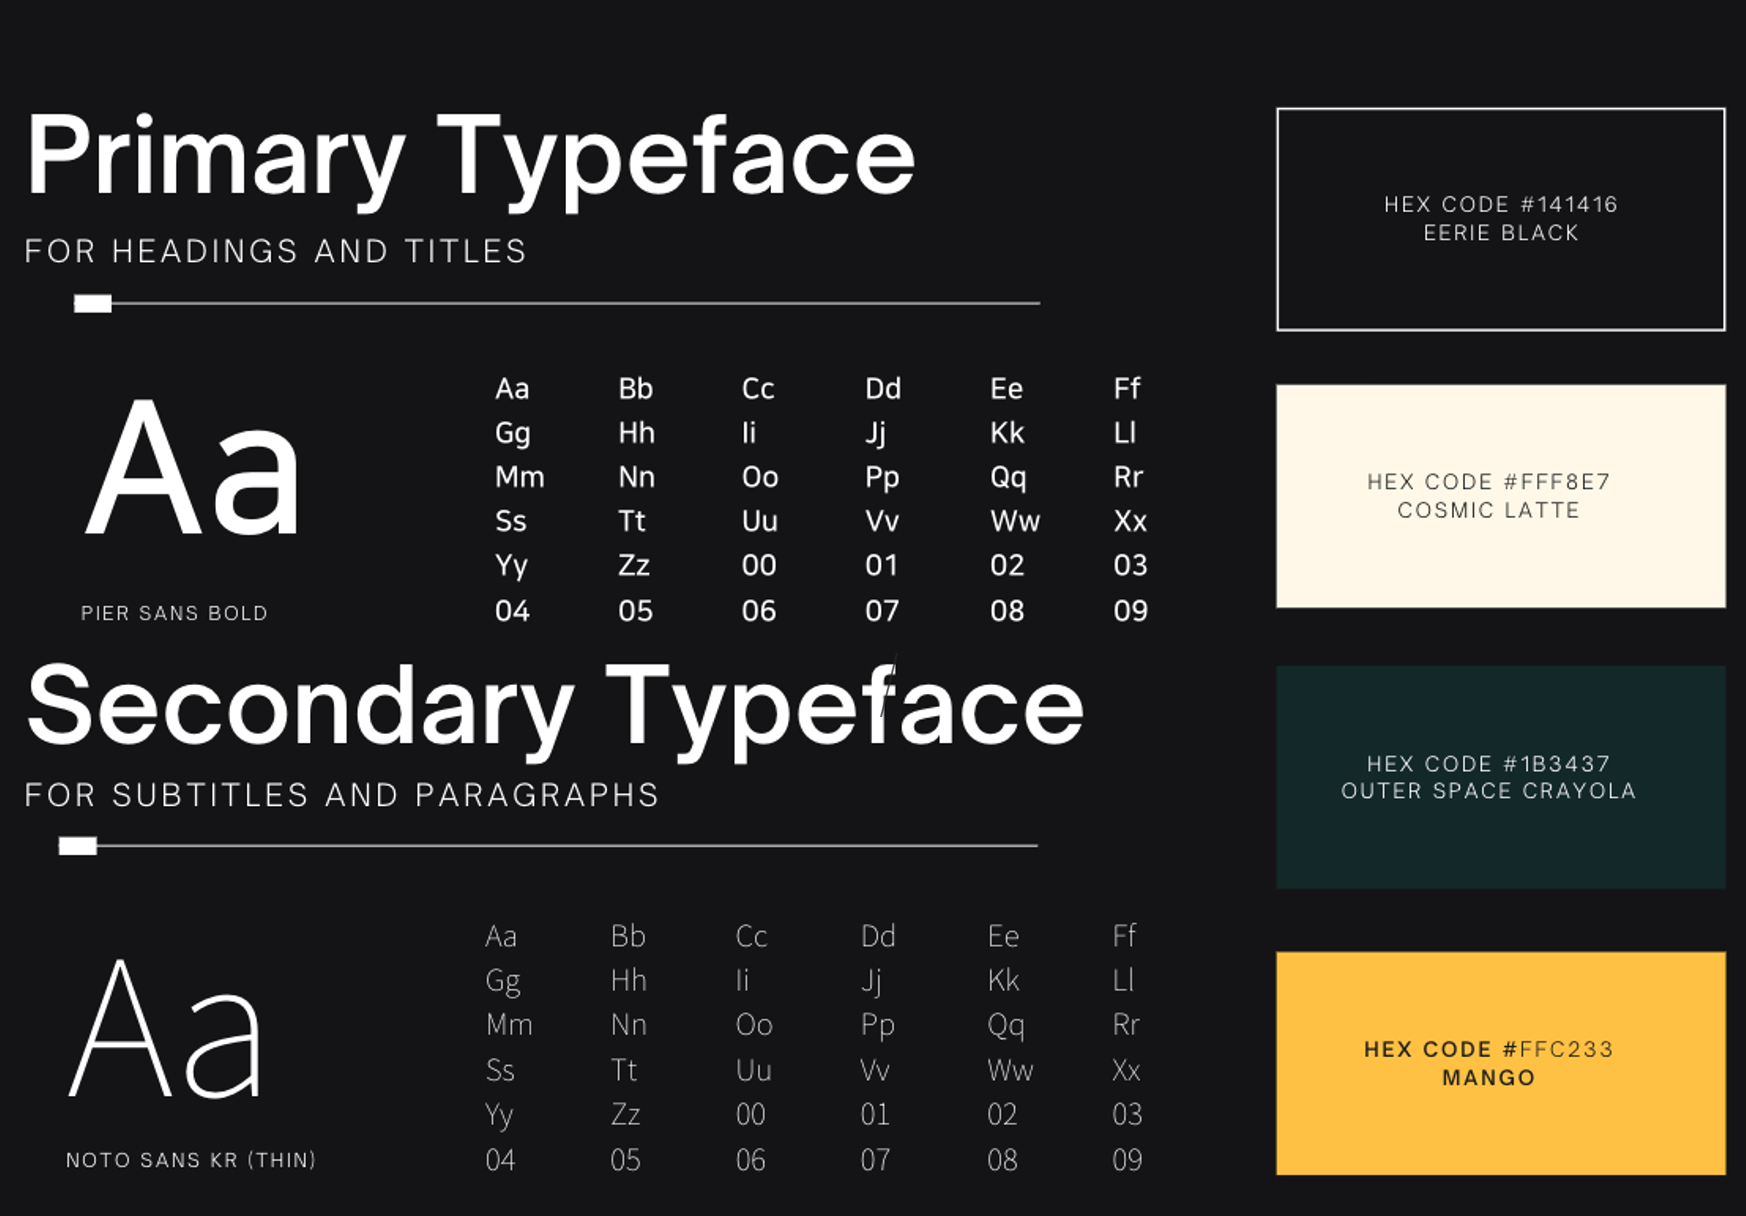 Primary Typeface
FOR HEADINGS AND TITLES
Aa
PIER SANS BOLD
Aa Bb Cc Dd Ee Ff
Gg Hh Ii Jj Kk Ll
Mm Nn Oo Pp Qq Rr
Ss Tt Uu Vv Ww Xx
Yy Zz 00 01 02 03
04 05 06 07 08 09
Secondary Typeface
FOR SUBTITLES AND PARAGRAPHS
Aa
NOTO SANS KR (THIN)
Aa Bb Cc Dd Ee Ff
Gg Hh Ii Jj Kk Ll
Mm Nn Oo Pp Qq Rr
Ss Tt Uu Vv Ww Xx
Yy Zz 00 01 02 03
04 05 06 07 08 09
HEX CODE #141416
EERIE BLACK
HEX CODE #FFF8E7
COSMIC LATTE
HEX CODE #1B3437
OUTER SPACE CRAYOLA
HEX CODE #FFC233
MANGO